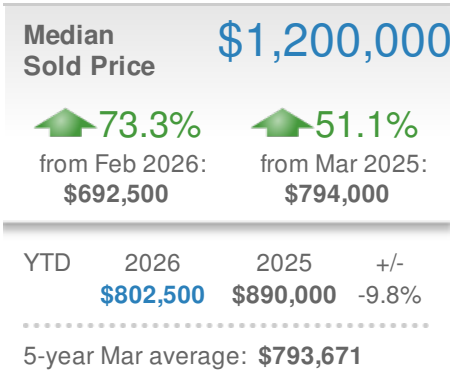 Median
Sold Price
$1,200,000
73.3% 51.1%
from Feb 2026: from Mar 2025:
$692,500 $794,000
YTD 2026 2025 +/-
$802,500 $890,000 -9.8%
5-year Mar average: $793,671